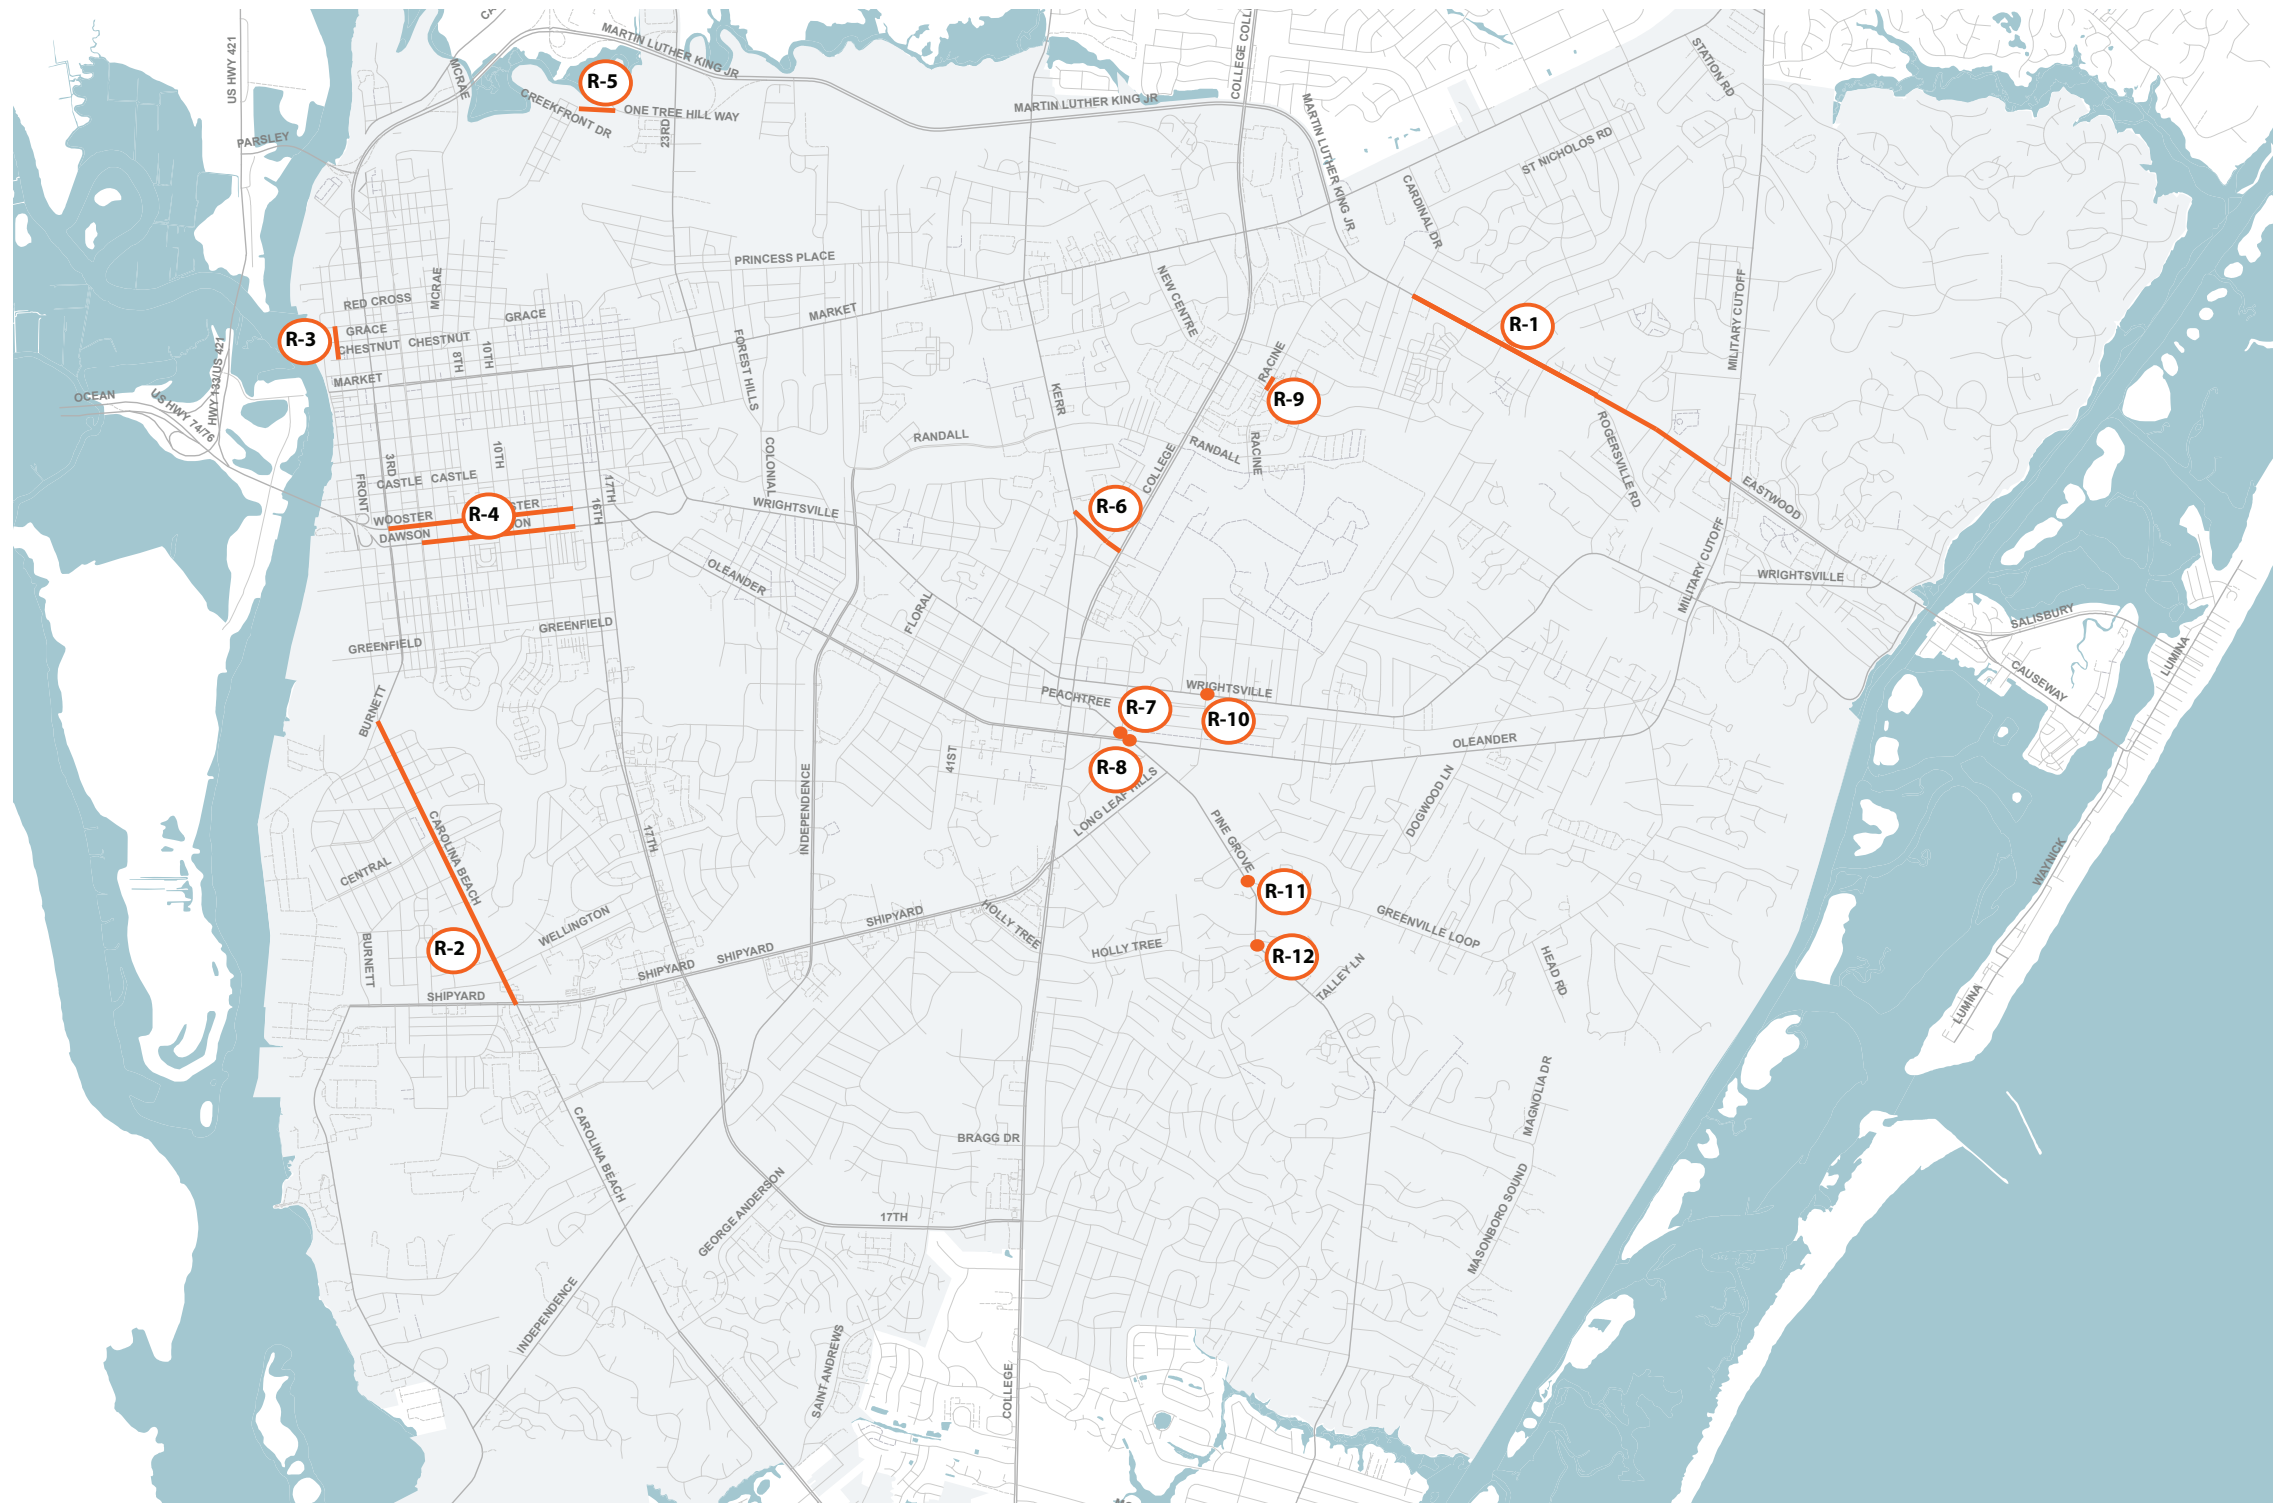 US HWY 421
MCRAE
MARTIN LUTHER KING JR
COLLEGE
STATION RD
R-5
CREEKFRONT DR
ONE TREE HILL WAY
23RD
MARTIN LUTHER KING JR
MARTIN LUTHER KING JR
PARSLEY
ST NICHOLOS RD
CARDINAL DR
PRINCESS PLACE
NEW CENTRE
MILITARY CUTOFF
RED CROSS
MCRAE
GRACE
GRACE
MARKET
R-3
CHESTNUT
CHESTNUT
8TH
10TH
FOREST HILLS
R-1
HWY 133/US 421
MARKET
RACINE
KERR
R-9
OCEAN
US HWY 74/76
RANDALL
COLONIAL
RANDALL
RACINE
COLLEGE
ROGERSVILLE RD
3RD
10TH
FRONT
CASTLE
CASTLE
17TH
16TH
WOOSTER
R-4
DAWSON
WRIGHTSVILLE
R-6
EASTWOOD
OLEANDER
FLORAL
MILITARY CUTOFF
WRIGHTSVILLE
GREENFIELD
GREENFIELD
SALISBURY
CAUSEWAY
LUMINA
BURNETT
PEACHTREE
WRIGHTSVILLE
R-7
R-10
R-8
OLEANDER
41ST
LONG LEAF HILLS
INDEPENDENCE
DOGWOOD LN
PINE GROVE
17TH
CAROLINA BEACH
CENTRAL
WAYNICK
R-11
GREENVILLE LOOP
SHIPYARD
HOLLY TREE
HOLLY TREE
WELLINGTON
BURNETT
R-2
R-12
TALLEY LN
HEAD RD
SHIPYARD
SHIPYARD
SHIPYARD
LUMINA
MAGNOLIA DR
CAROLINA BEACH
BRAGG DR
GEORGE ANDERSON
MASONBORO SOUND
17TH
INDEPENDENCE
SAINT ANDREWS
COLLEGE